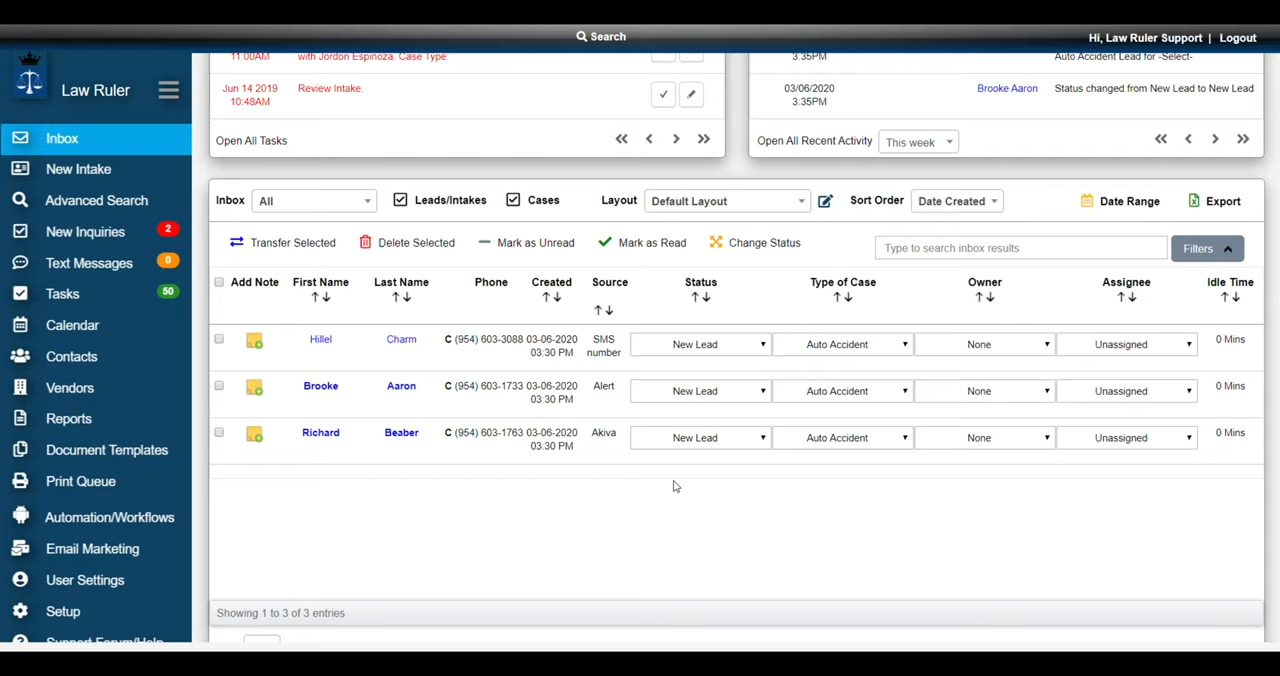 Search
Hi, Law Ruler Support | Logout
Law Ruler
Inbox
New Intake
Advanced Search
New Inquiries 2
Text Messages 0
Tasks 50
Calendar
Contacts
Vendors
Reports
Document Templates
Print Queue
Automation/Workflows
Email Marketing
User Settings
Setup
Support Forum/Help
11:00AM with Jordon Espinoza. Case Type:
Jun 14 2019 Review Intake.
10:48AM
Open All Tasks
3:35PM Auto Accident Lead for -Select-
03/06/2020 Brooke Aaron Status changed from New Lead to New Lead
3:35PM
Open All Recent Activity This week
Inbox All Leads/Intakes Cases Layout Default Layout Sort Order Date Created Date Range Export
Transfer Selected Delete Selected Mark as Unread Mark as Read Change Status Type to search inbox results Filters
Add Note First Name Last Name Phone Created Source Status Type of Case Owner Assignee Idle Time
Hillel Charm C (954) 603-3088 03-06-2020 SMS New Lead Auto Accident None Unassigned 0 Mins
03:30 PM number
Brooke Aaron C (954) 603-1733 03-06-2020 Alert New Lead Auto Accident None Unassigned 0 Mins
03:30 PM
Richard Beaber C (954) 603-1763 03-06-2020 Akiva New Lead Auto Accident None Unassigned 0 Mins
03:30 PM
Showing 1 to 3 of 3 entries